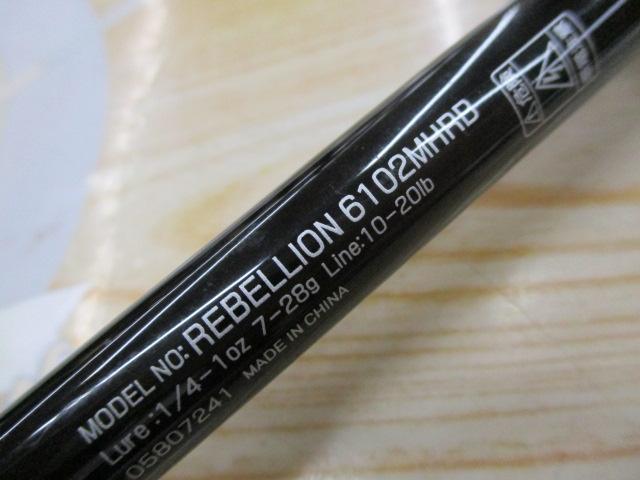 MODEL NO: REBELLION 6102MHRB
Lure:1/4-1oz 7-28g Line:10-20lb
05807241 MADE IN CHINA